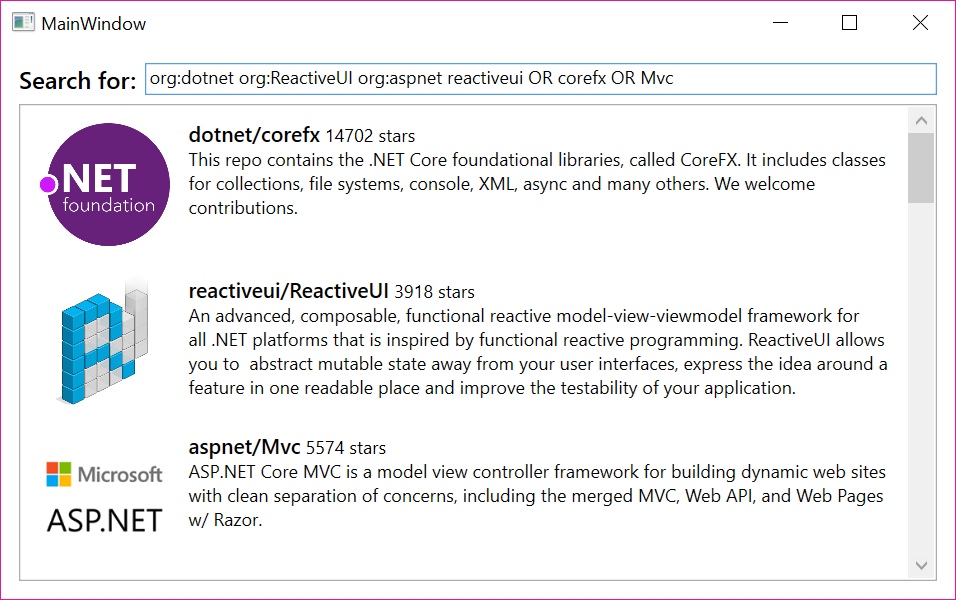 MainWindow
Search for: org:dotnet org:ReactiveUI org:aspnet reactiveui OR corefx OR Mvc
.NET
foundation
dotnet/corefx 14702 stars
This repo contains the .NET Core foundational libraries, called CoreFX. It includes classes
for collections, file systems, console, XML, async and many others. We welcome
contributions.
reactiveui/ReactiveUI 3918 stars
An advanced, composable, functional reactive model-view-viewmodel framework for
all .NET platforms that is inspired by functional reactive programming. ReactiveUI allows
you to  abstract mutable state away from your user interfaces, express the idea around a
feature in one readable place and improve the testability of your application.
Microsoft
ASP.NET
aspnet/Mvc 5574 stars
ASP.NET Core MVC is a model view controller framework for building dynamic web sites
with clean separation of concerns, including the merged MVC, Web API, and Web Pages
w/ Razor.